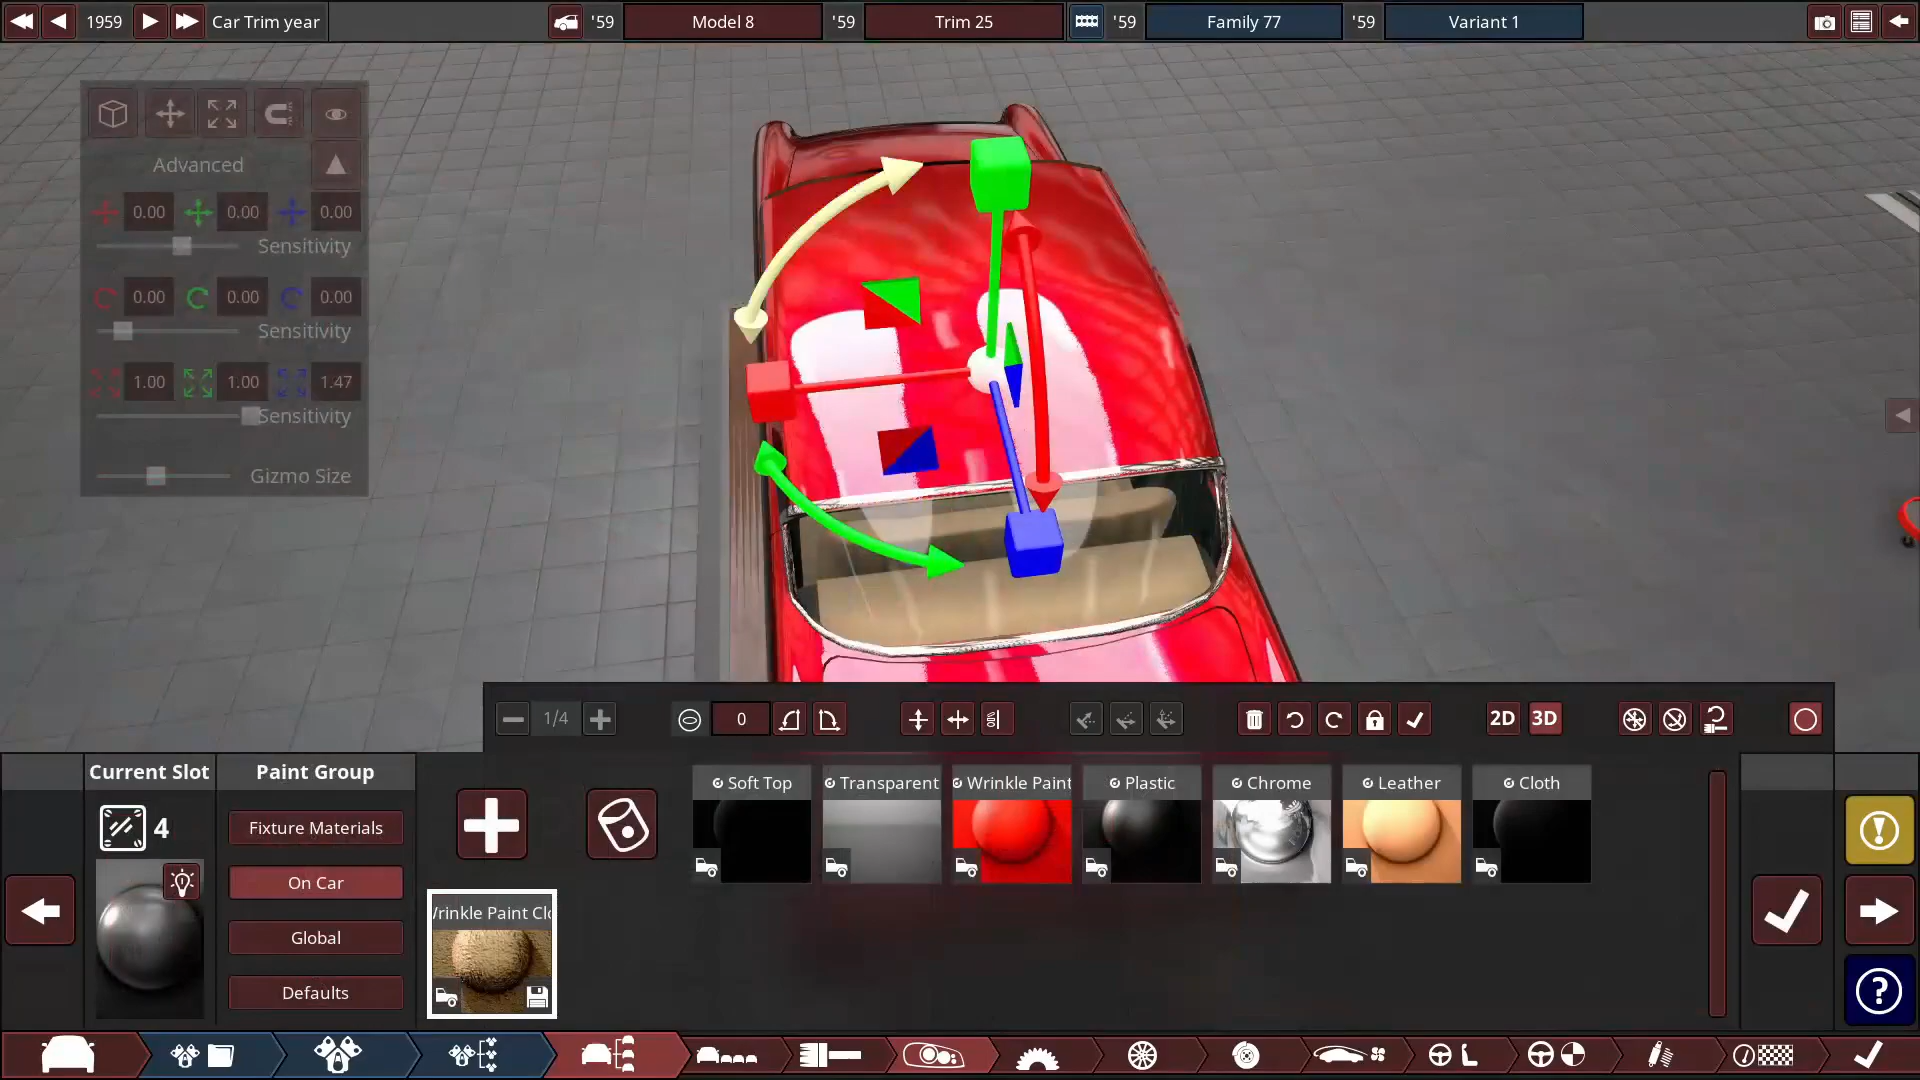 1959
Car Trim year
'59
Model 8
'59
Trim 25
'59
Family 77
'59
Variant 1
Advanced
0.00
0.00
0.00
Sensitivity
0.00
0.00
0.00
Sensitivity
1.00
1.00
1.47
Sensitivity
Gizmo Size
1/4
0
2D
3D
Current Slot
Paint Group
4
Fixture Materials
On Car
Global
Defaults
Soft Top
Transparent
Wrinkle Paint
Plastic
Chrome
Leather
Cloth
rinkle Paint Clo